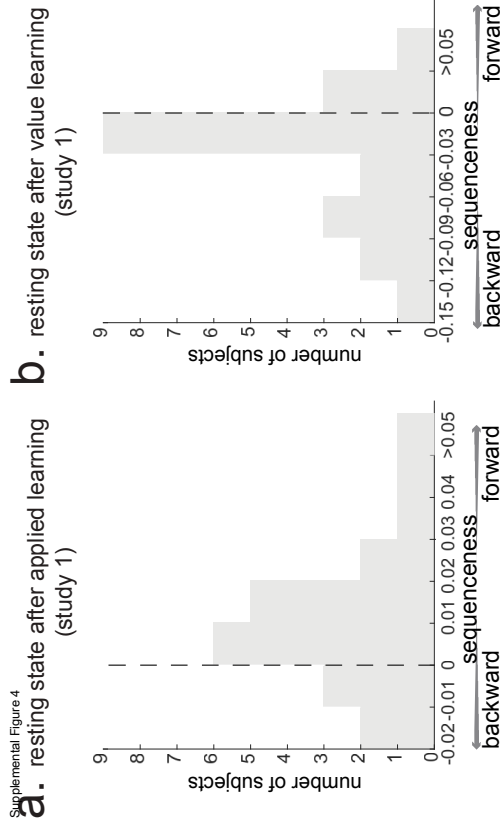 Supplemental Figure 4
a. resting state after applied learning
(study 1)
number of subjects
9
8
7
6
5
4
3
2
1
0
-0.02 -0.01 0 0.01 0.02 0.03 0.04 >0.05
sequenceness
backward forward
b. resting state after value learning
(study 1)
number of subjects
9
8
7
6
5
4
3
2
1
0
-0.15 -0.12 -0.09 -0.06 -0.03 0 >0.05
sequenceness
backward forward